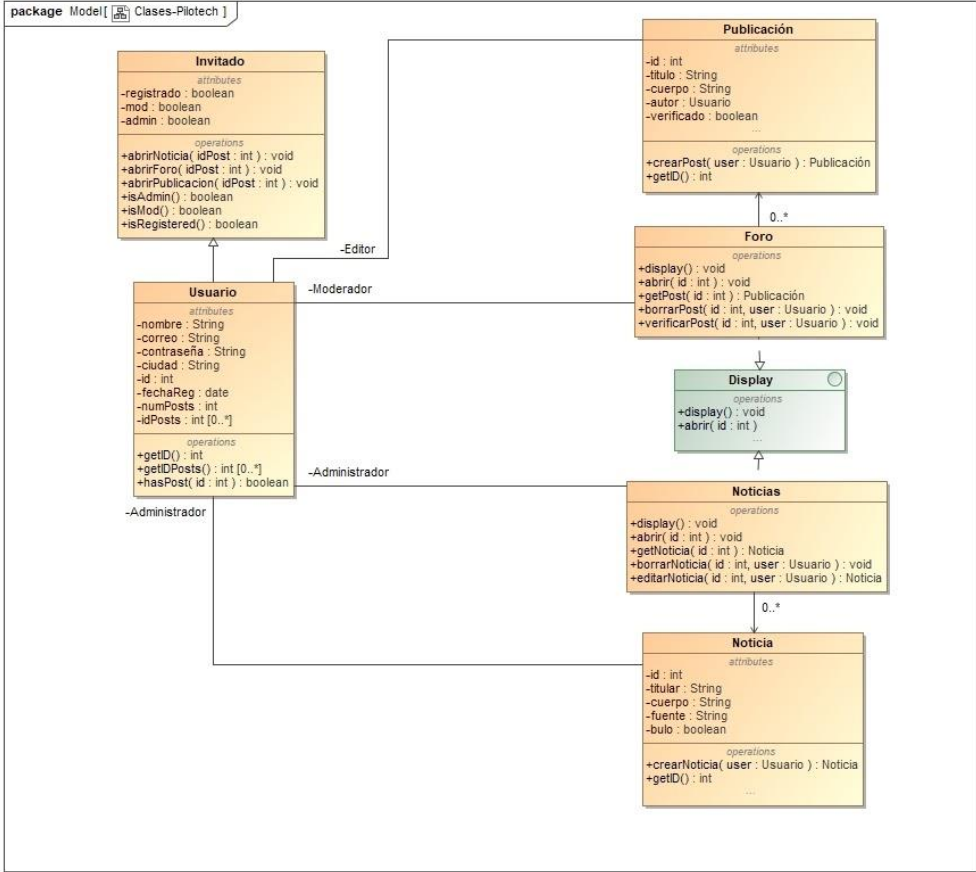 package Model[ Clases-Pilotech ]
Invitado
attributes
-registrado : boolean
-mod : boolean
-admin : boolean
operations
+abrirNoticia( idPost : int ) : void
+abrirForo( idPost : int ) : void
+abrirPublicacion( idPost : int ) : void
+isAdmin() : boolean
+isMod() : boolean
+isRegistered() : boolean
Publicación
attributes
-id : int
-titulo : String
-cuerpo : String
-autor : Usuario
-verificado : boolean
...
operations
+crearPost( user : Usuario ) : Publicación
+getID() : int
0..*
-Editor
Foro
operations
+display() : void
+abrir( id : int ) : void
+getPost( id : int ) : Publicación
+borrarPost( id : int, user : Usuario ) : void
+verificarPost( id : int, user : Usuario ) : void
-Moderador
Usuario
attributes
-nombre : String
-correo : String
-contraseña : String
-ciudad : String
-id : int
-fechaReg : date
-numPosts : int
-idPosts : int [0..*]
operations
+getID() : int
+getIDPosts() : int [0..*]
+hasPost( id : int ) : boolean
Display
operations
+display() : void
+abrir( id : int )
...
-Administrador
-Administrador
Noticias
operations
+display() : void
+abrir( id : int ) : void
+getNoticia( id : int ) : Noticia
+borrarNoticia( id : int, user : Usuario ) : void
+editarNoticia( id : int, user : Usuario ) : Noticia
0..*
Noticia
attributes
-id : int
-titular : String
-cuerpo : String
-fuente : String
-bulo : boolean
operations
+crearNoticia( user : Usuario ) : Noticia
+getID() : int
...